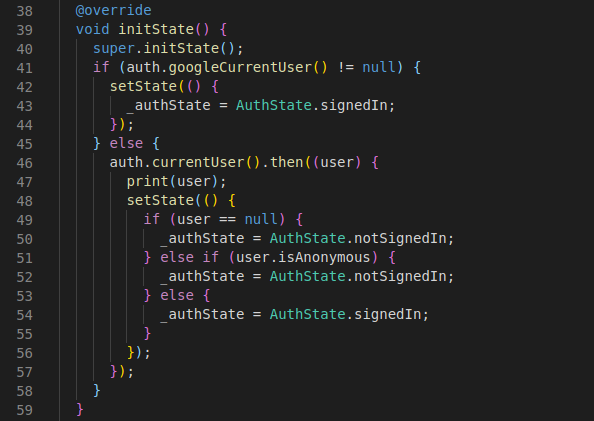 38 @override
39 void initState() {
40 super.initState();
41 if (auth.googleCurrentUser() != null) {
42 setState(() {
43 _authState = AuthState.signedIn;
44 });
45 } else {
46 auth.currentUser().then((user) {
47 print(user);
48 setState(() {
49 if (user == null) {
50 _authState = AuthState.notSignedIn;
51 } else if (user.isAnonymous) {
52 _authState = AuthState.notSignedIn;
53 } else {
54 _authState = AuthState.signedIn;
55 }
56 });
57 });
58 }
59 }